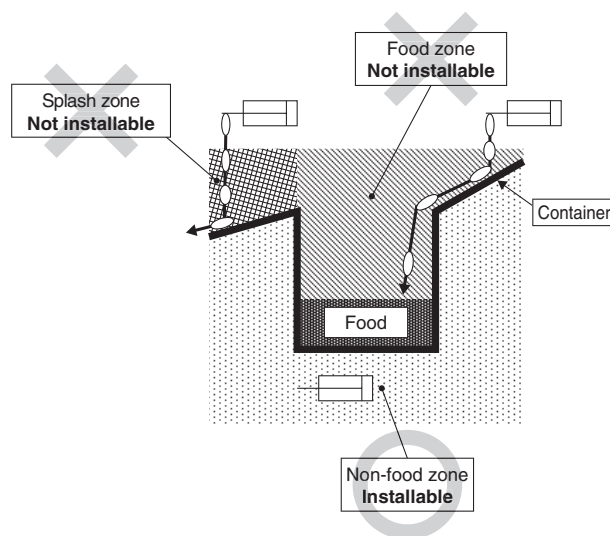 Food zone
Not installable
Splash zone
Not installable
Container
Food
Non-food zone
Installable